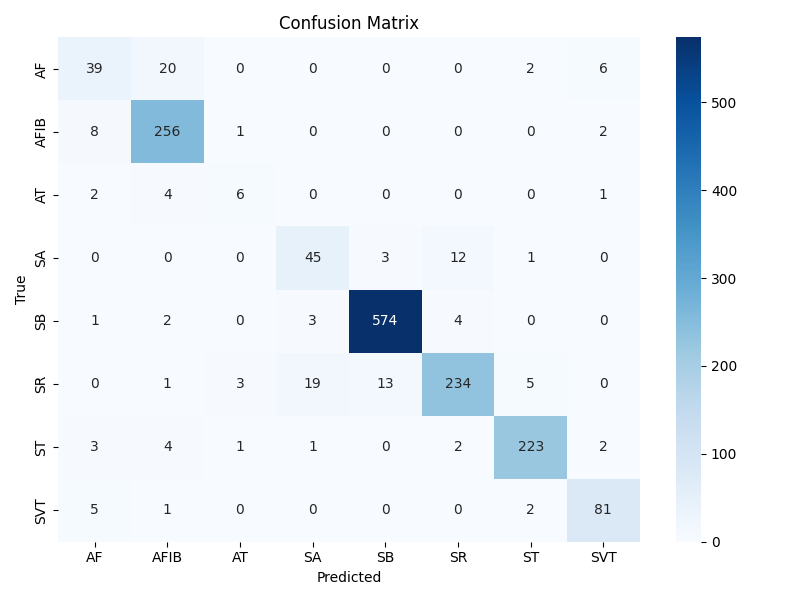 Confusion Matrix
True
AF 39 20 0 0 0 0 2 6
AFIB 8 256 1 0 0 0 0 2
AT 2 4 6 0 0 0 0 1
SA 0 0 0 45 3 12 1 0
SB 1 2 0 3 574 4 0 0
SR 0 1 3 19 13 234 5 0
ST 3 4 1 1 0 2 223 2
SVT 5 1 0 0 0 0 2 81
AF AFIB AT SA SB SR ST SVT
Predicted
500
400
300
200
100
0